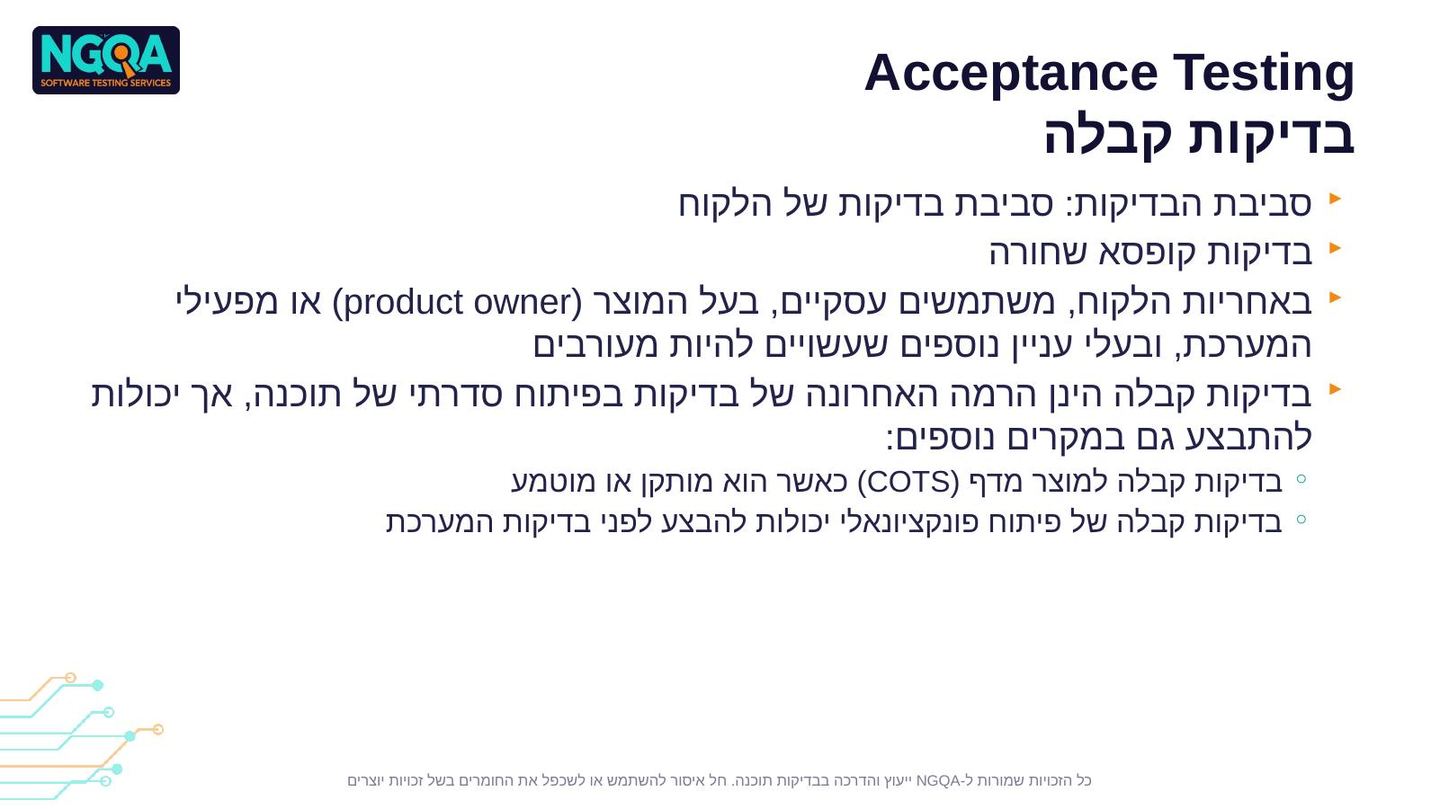 NGQA
SOFTWARE TESTING SERVICES
Acceptance Testing
בדיקות קבלה
סביבת הבדיקות: סביבת בדיקות של הלקוח
בדיקות קופסא שחורה
באחריות הלקוח, משתמשים עסקיים, בעל המוצר (product owner) או מפעילי
המערכת, ובעלי עניין נוספים שעשויים להיות מעורבים
בדיקות קבלה הינן הרמה האחרונה של בדיקות בפיתוח סדרתי של תוכנה, אך יכולות
להתבצע גם במקרים נוספים:
בדיקות קבלה למוצר מדף (COTS) כאשר הוא מותקן או מוטמע
בדיקות קבלה של פיתוח פונקציונאלי יכולות להבצע לפני בדיקות המערכת
כל הזכויות שמורות ל-NGQA ייעוץ והדרכה בבדיקות תוכנה. חל איסור להשתמש או לשכפל את החומרים בשל זכויות יוצרים